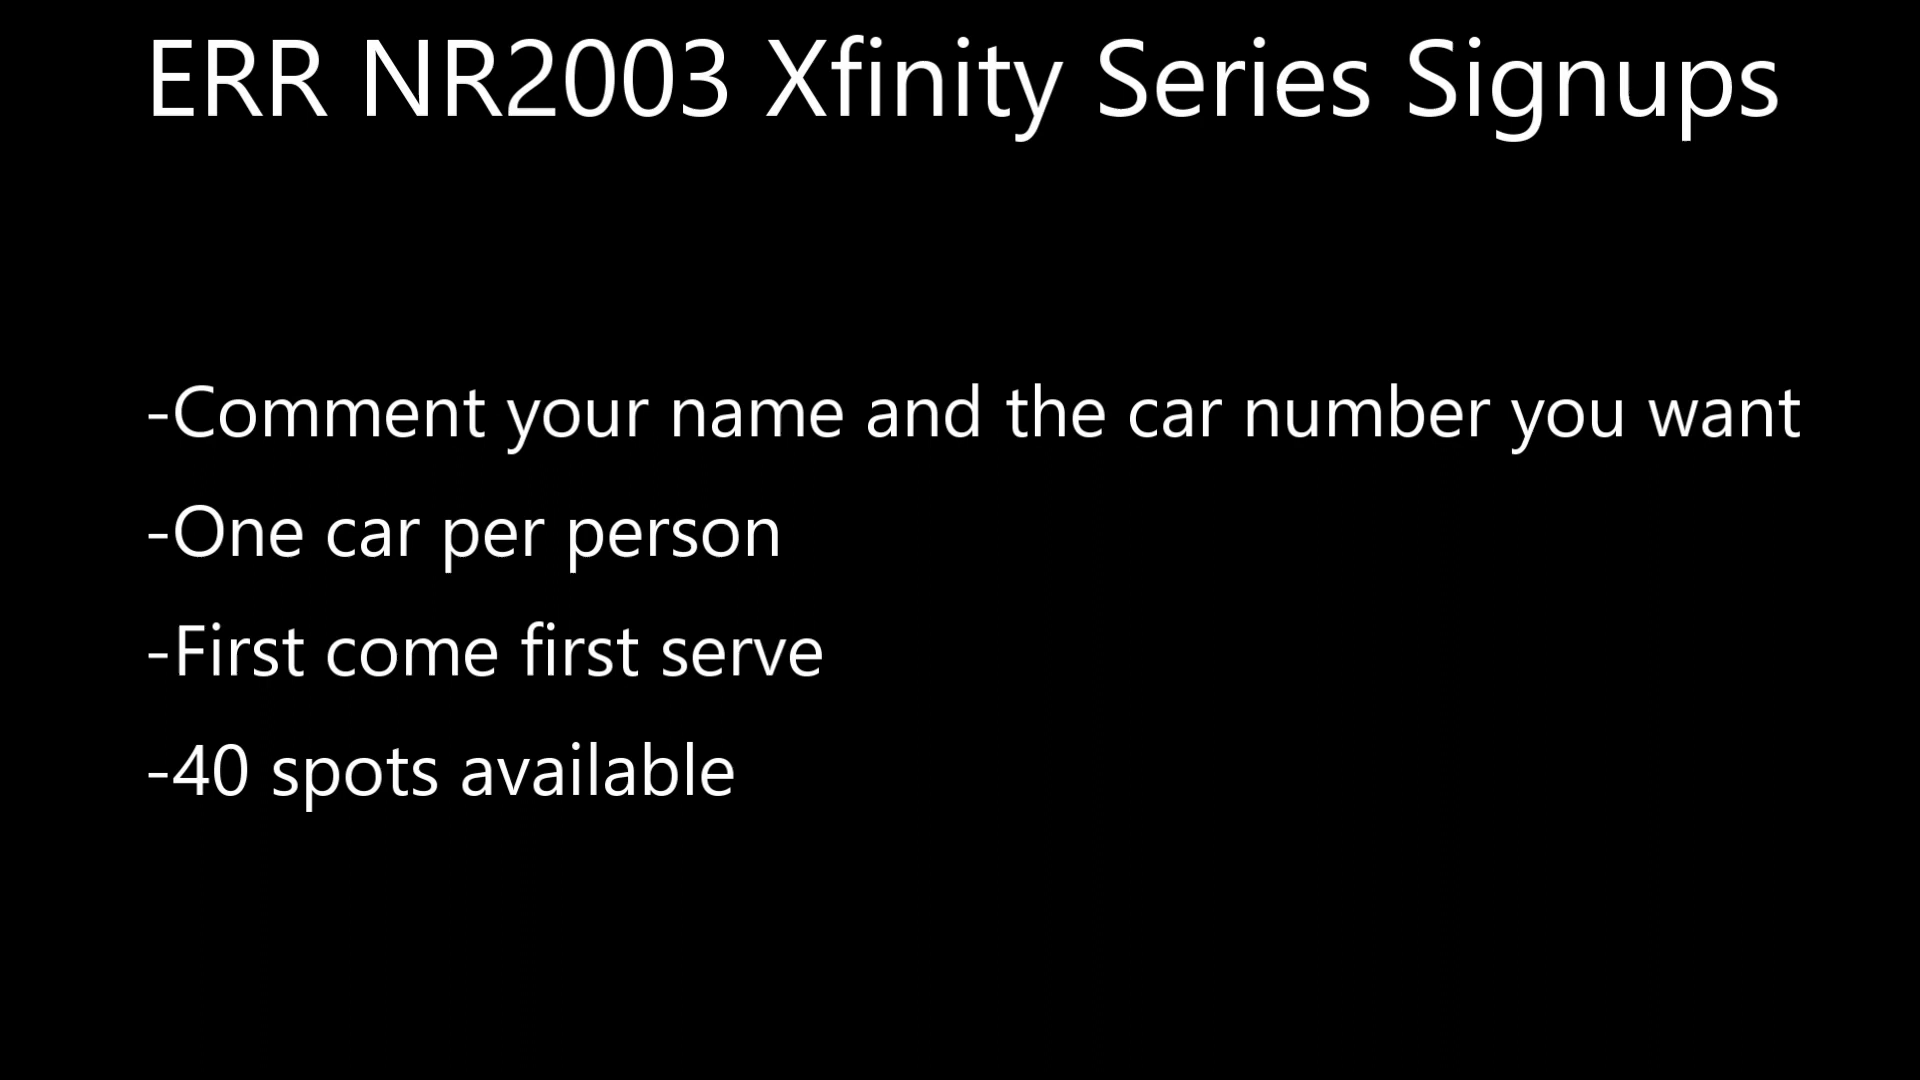 ERR NR2003 Xfinity Series Signups
-Comment your name and the car number you want
-One car per person
-First come first serve
-40 spots available